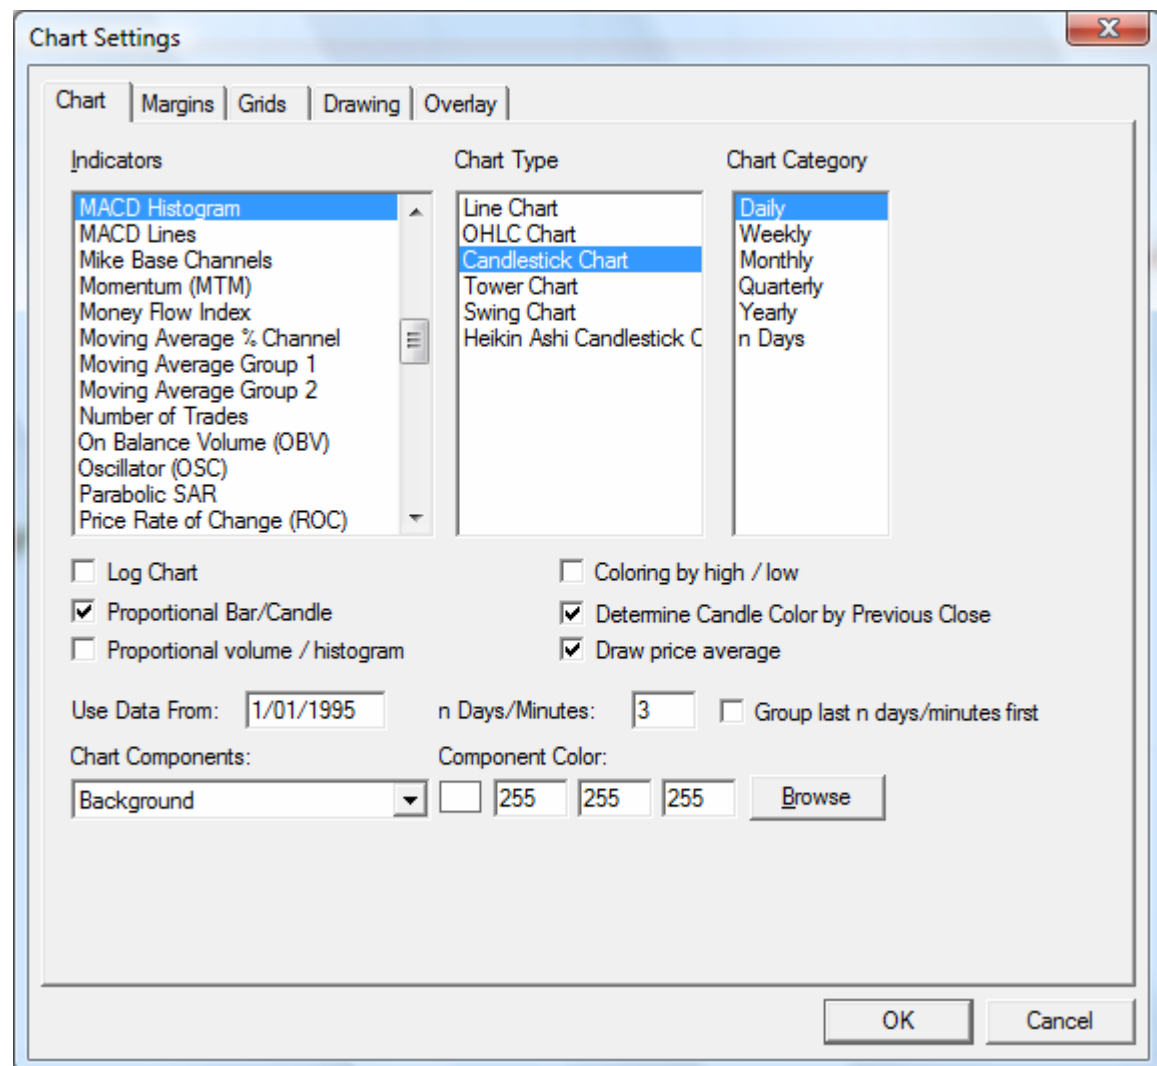 Chart Settings
Chart Margins Grids Drawing Overlay
Indicators Chart Type Chart Category
MACD Histogram
MACD Lines
Mike Base Channels
Momentum (MTM)
Money Flow Index
Moving Average % Channel
Moving Average Group 1
Moving Average Group 2
Number of Trades
On Balance Volume (OBV)
Oscillator (OSC)
Parabolic SAR
Price Rate of Change (ROC)
Line Chart
OHLC Chart
Candlestick Chart
Tower Chart
Swing Chart
Heikin Ashi Candlestick C
Daily
Weekly
Monthly
Quarterly
Yearly
n Days
Log Chart Coloring by high / low
Proportional Bar/Candle Determine Candle Color by Previous Close
Proportional volume / histogram Draw price average
Use Data From: 1/01/1995 n Days/Minutes: 3 Group last n days/minutes first
Chart Components: Component Color:
Background 255 255 255 Browse
OK Cancel